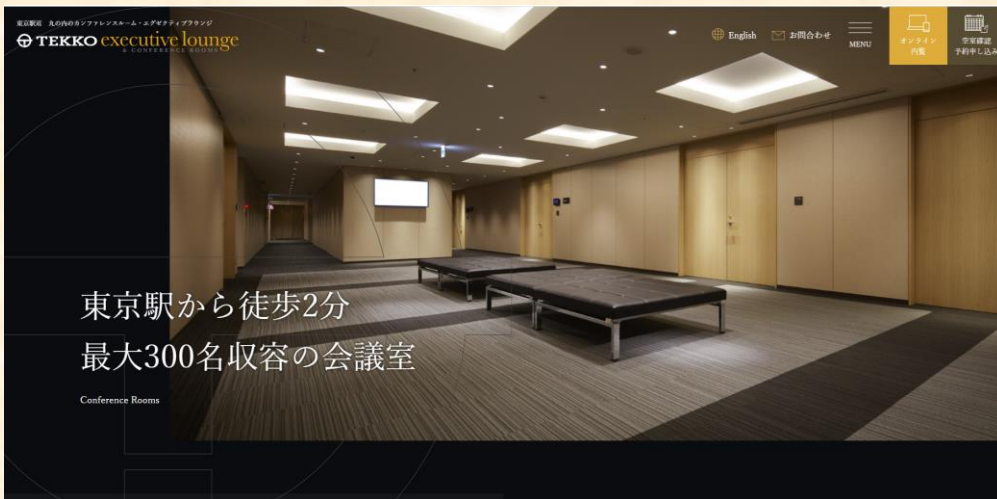 東京駅前 丸の内のカンファレンスルーム・エグゼクティブラウンジ
TEKKO executive lounge
& CONFERENCE ROOMS
English
お問合わせ
MENU
オンライン
内覧
空室確認
予約申し込み
東京駅から徒歩2分
最大300名収容の会議室
Conference Rooms